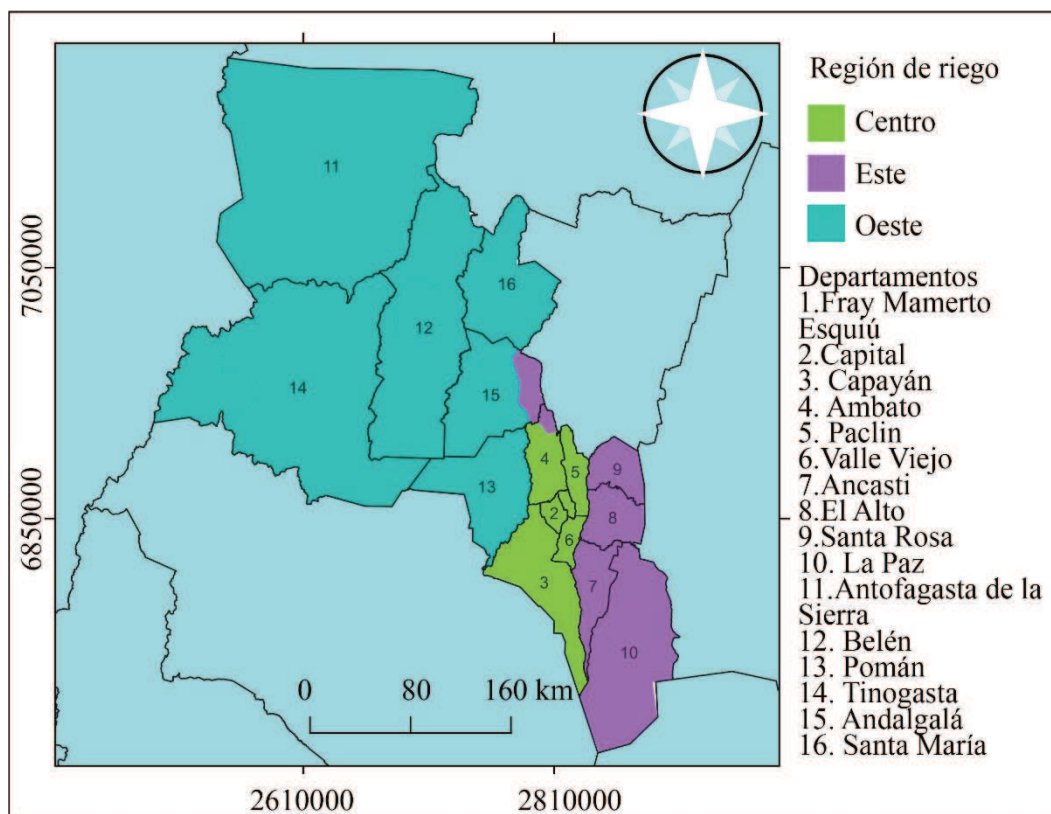 Región de riego
Centro
Este
Oeste
Departamentos
1.Fray Mamerto
Esquíú
2.Capital
3. Capayán
4. Ambato
5. Paclin
6.Valle Viejo
7.Ancasti
8.El Alto
9.Santa Rosa
10. La Paz
11.Antofagasta de la
Sierra
12. Belén
13. Pomán
14. Tinogasta
15. Andalgalá
16. Santa María
7050000
6850000
11
16
12
14
15
13
4
5
9
2
8
6
3
7
10
0 80 160 km
2610000 2810000